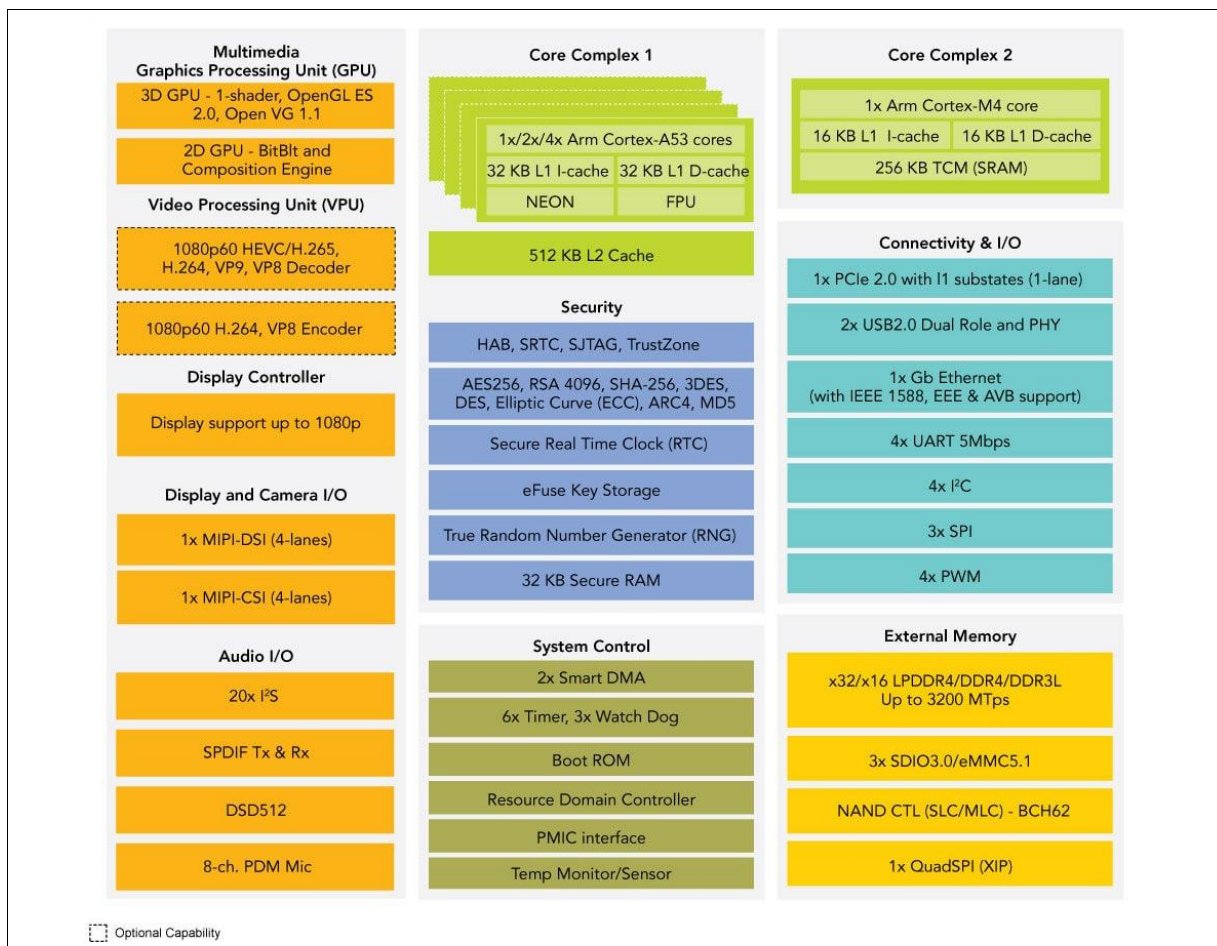 Multimedia
Graphics Processing Unit (GPU)
3D GPU - 1-shader, OpenGL ES
2.0, Open VG 1.1
2D GPU - BitBlt and
Composition Engine
Video Processing Unit (VPU)
1080p60 HEVC/H.265,
H.264, VP9, VP8 Decoder
1080p60 H.264, VP8 Encoder
Display Controller
Display support up to 1080p
Display and Camera I/O
1x MIPI-DSI (4-lanes)
1x MIPI-CSI (4-lanes)
Audio I/O
20x I²S
SPDIF Tx & Rx
DSD512
8-ch. PDM Mic
Core Complex 1
1x/2x/4x Arm Cortex-A53 cores
32 KB L1 I-cache
32 KB L1 D-cache
NEON
FPU
512 KB L2 Cache
Security
HAB, SRTC, SJTAG, TrustZone
AES256, RSA 4096, SHA-256, 3DES,
DES, Elliptic Curve (ECC), ARC4, MD5
Secure Real Time Clock (RTC)
eFuse Key Storage
True Random Number Generator (RNG)
32 KB Secure RAM
System Control
2x Smart DMA
6x Timer, 3x Watch Dog
Boot ROM
Resource Domain Controller
PMIC interface
Temp Monitor/Sensor
Core Complex 2
1x Arm Cortex-M4 core
16 KB L1 I-cache
16 KB L1 D-cache
256 KB TCM (SRAM)
Connectivity & I/O
1x PCIe 2.0 with l1 substates (1-lane)
2x USB2.0 Dual Role and PHY
1x Gb Ethernet
(with IEEE 1588, EEE & AVB support)
4x UART 5Mbps
4x I²C
3x SPI
4x PWM
External Memory
x32/x16 LPDDR4/DDR4/DDR3L
Up to 3200 MTps
3x SDIO3.0/eMMC5.1
NAND CTL (SLC/MLC) - BCH62
1x QuadSPI (XIP)
Optional Capability